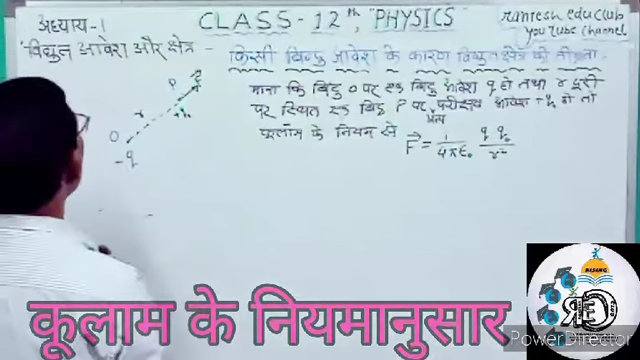 अध्याय-1
CLASS-12th, "PHYSICS"
ramesh edu club
you Tube channel
विद्युत आवेश और क्षेत्र -
किसी बिन्दु आवेश के कारण विद्युत क्षेत्र की तीव्रता
माना कि बिन्दु O पर एक बिन्दु आवेश q हो तथा r दूरी
पर स्थित एक बिन्दु P पर परीक्षण आवेश +q₀ हो तो
कूलाम के नियम से
F⃗ = 1/4πε₀ q q₀/r²
P
r
O
-q
कूलाम के नियमानुसार
RISING
PowerDirector